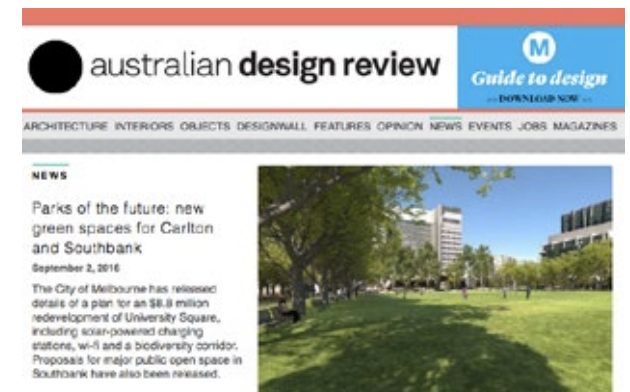 australian design review
M
Guide to design
DOWNLOAD NOW
ARCHITECTURE INTERIORS OBJECTS DESIGNWALL FEATURES OPINION NEWS EVENTS JOBS MAGAZINES
NEWS
Parks of the future: new
green spaces for Carlton
and Southbank
September 2, 2016
The City of Melbourne has released
details of a plan for an $8.8 million
redevelopment of University Square,
including solar-powered charging
stations, wi-fi and a biodiversity corridor.
Proposals for major public open space in
Southbank have also been released.